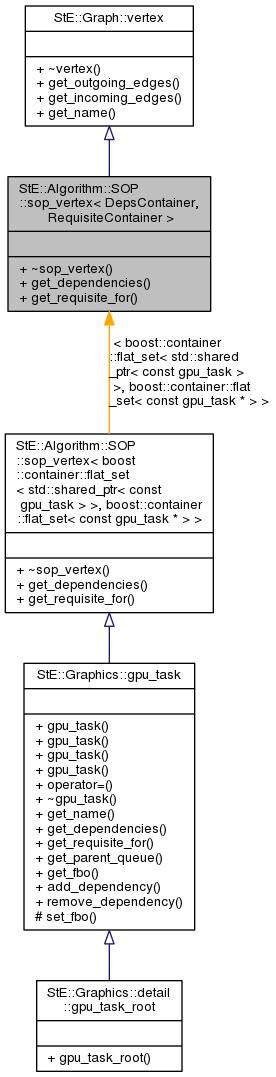 StE::Graph::vertex
+ ~vertex()
+ get_outgoing_edges()
+ get_incoming_edges()
+ get_name()
StE::Algorithm::SOP
::sop_vertex< DepsContainer,
RequisiteContainer >
+ ~sop_vertex()
+ get_dependencies()
+ get_requisite_for()
< boost::container
::flat_set< std::shared
_ptr< const gpu_task >
>, boost::container::flat
_set< const gpu_task * > >
StE::Algorithm::SOP
::sop_vertex< boost
::container::flat_set
< std::shared_ptr< const
gpu_task > >, boost::container
::flat_set< const gpu_task * > >
+ ~sop_vertex()
+ get_dependencies()
+ get_requisite_for()
StE::Graphics::gpu_task
+ gpu_task()
+ gpu_task()
+ gpu_task()
+ gpu_task()
+ operator=()
+ ~gpu_task()
+ get_name()
+ get_dependencies()
+ get_requisite_for()
+ get_parent_queue()
+ get_fbo()
+ add_dependency()
+ remove_dependency()
# set_fbo()
StE::Graphics::detail
::gpu_task_root
+ gpu_task_root()